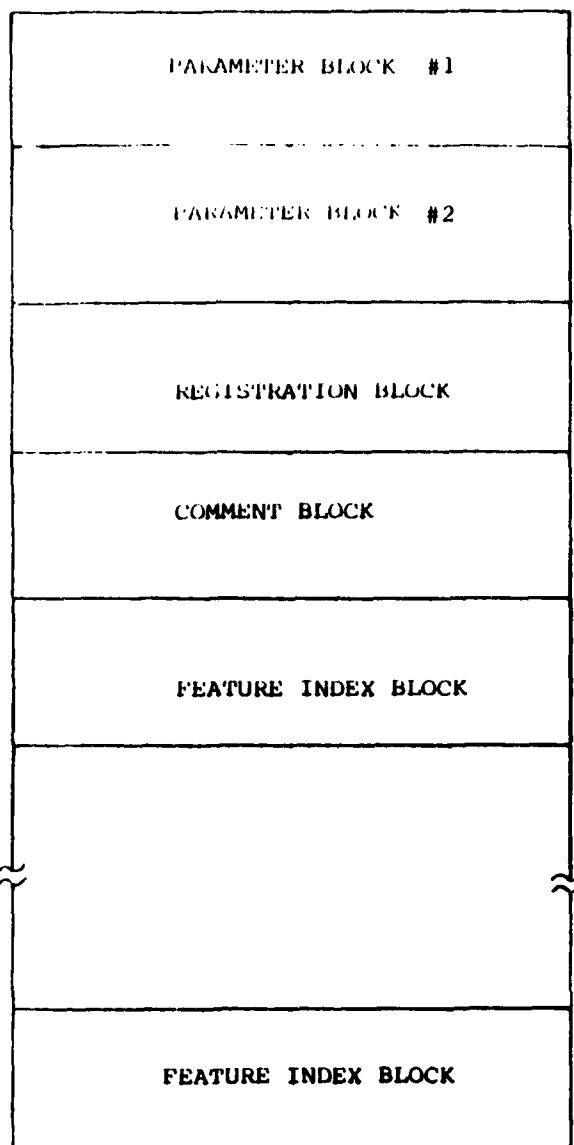 PARAMETER BLOCK #1
PARAMETER BLOCK #2
REGISTRATION BLOCK
COMMENT BLOCK
FEATURE INDEX BLOCK
FEATURE INDEX BLOCK